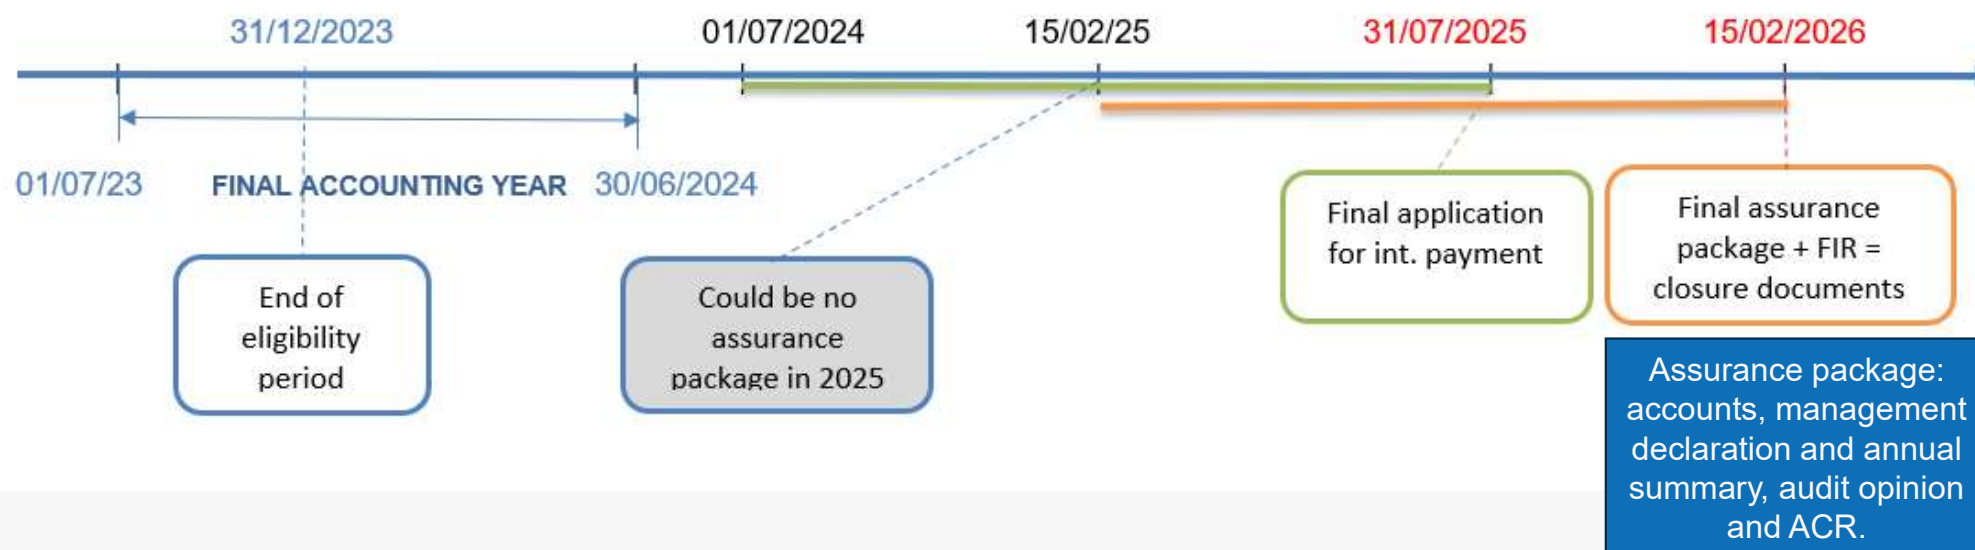 31/12/2023
01/07/2024
15/02/25
31/07/2025
15/02/2026
01/07/23
FINAL ACCOUNTING YEAR
30/06/2024
End of
eligibility
period
Could be no
assurance
package in 2025
Final application
for int. payment
Final assurance
package + FIR =
closure documents
Assurance package:
accounts, management
declaration and annual
summary, audit opinion
and ACR.